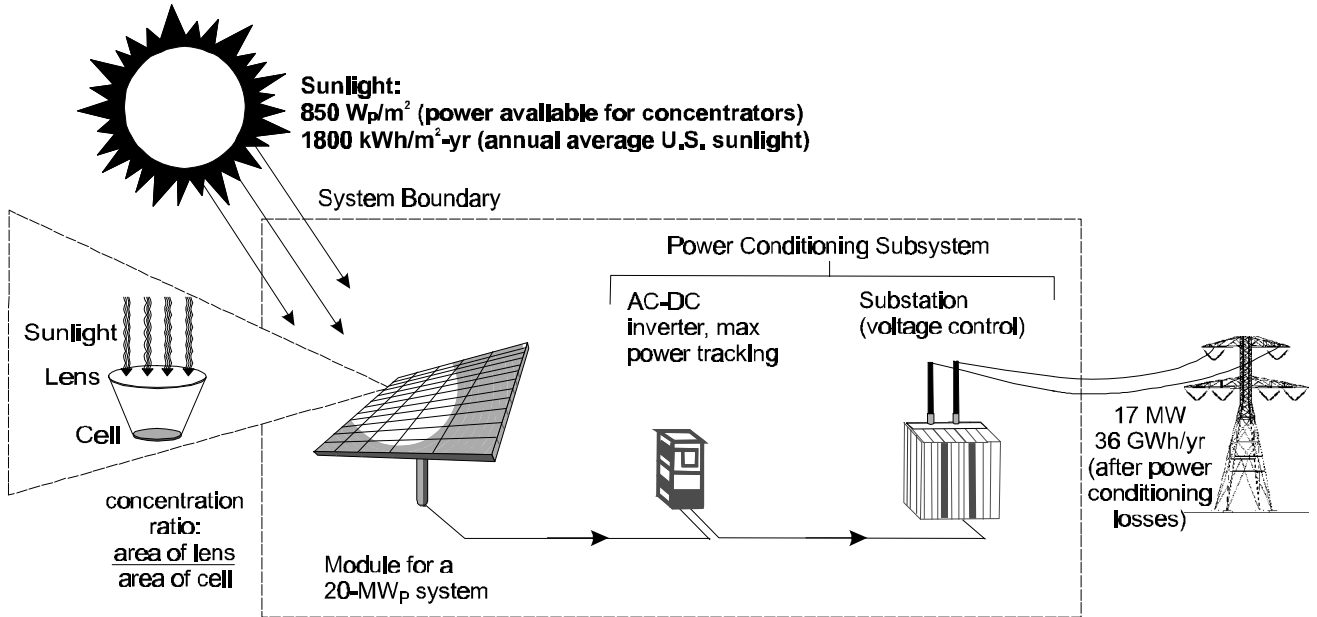 Sunlight:
850 Wₚ/m² (power available for concentrators)
1800 kWh/m²-yr (annual average U.S. sunlight)
System Boundary
Power Conditioning Subsystem
AC-DC
inverter, max
power tracking
Substation
(voltage control)
Sunlight
Lens
Cell
concentration
ratio:
area of lens
area of cell
Module for a
20-MWₚ system
17 MW
36 GWh/yr
(after power
conditioning
losses)